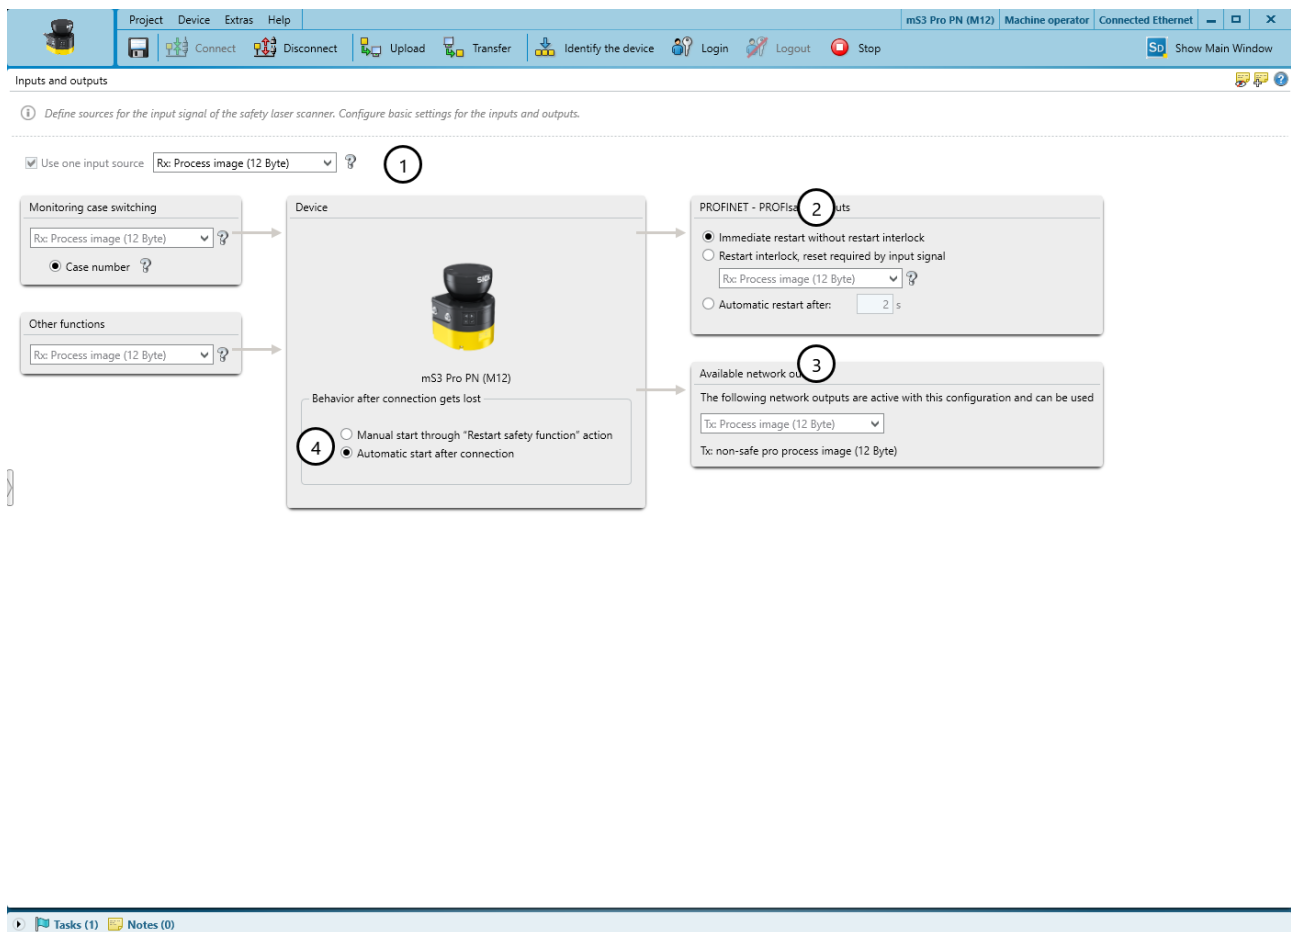 Project Device Extras Help
mS3 Pro PN (M12) Machine operator Connected Ethernet
Connect Disconnect Upload Transfer Identify the device Login Logout Stop SD Show Main Window
Inputs and outputs
Define sources for the input signal of the safety laser scanner. Configure basic settings for the inputs and outputs.
Use one input source Rx: Process image (12 Byte)
1
Monitoring case switching
Rx: Process image (12 Byte)
Case number
Other functions
Rx: Process image (12 Byte)
Device
SICK
mS3 Pro PN (M12)
Behavior after connection gets lost
4
Manual start through "Restart safety function" action
Automatic start after connection
PROFINET - PROFIsa 2 uts
Immediate restart without restart interlock
Restart interlock, reset required by input signal
Rx: Process image (12 Byte)
Automatic restart after: 2 s
Available network ou 3
The following network outputs are active with this configuration and can be used
Tx: Process image (12 Byte)
Tx: non-safe pro process image (12 Byte)
Tasks (1) Notes (0)